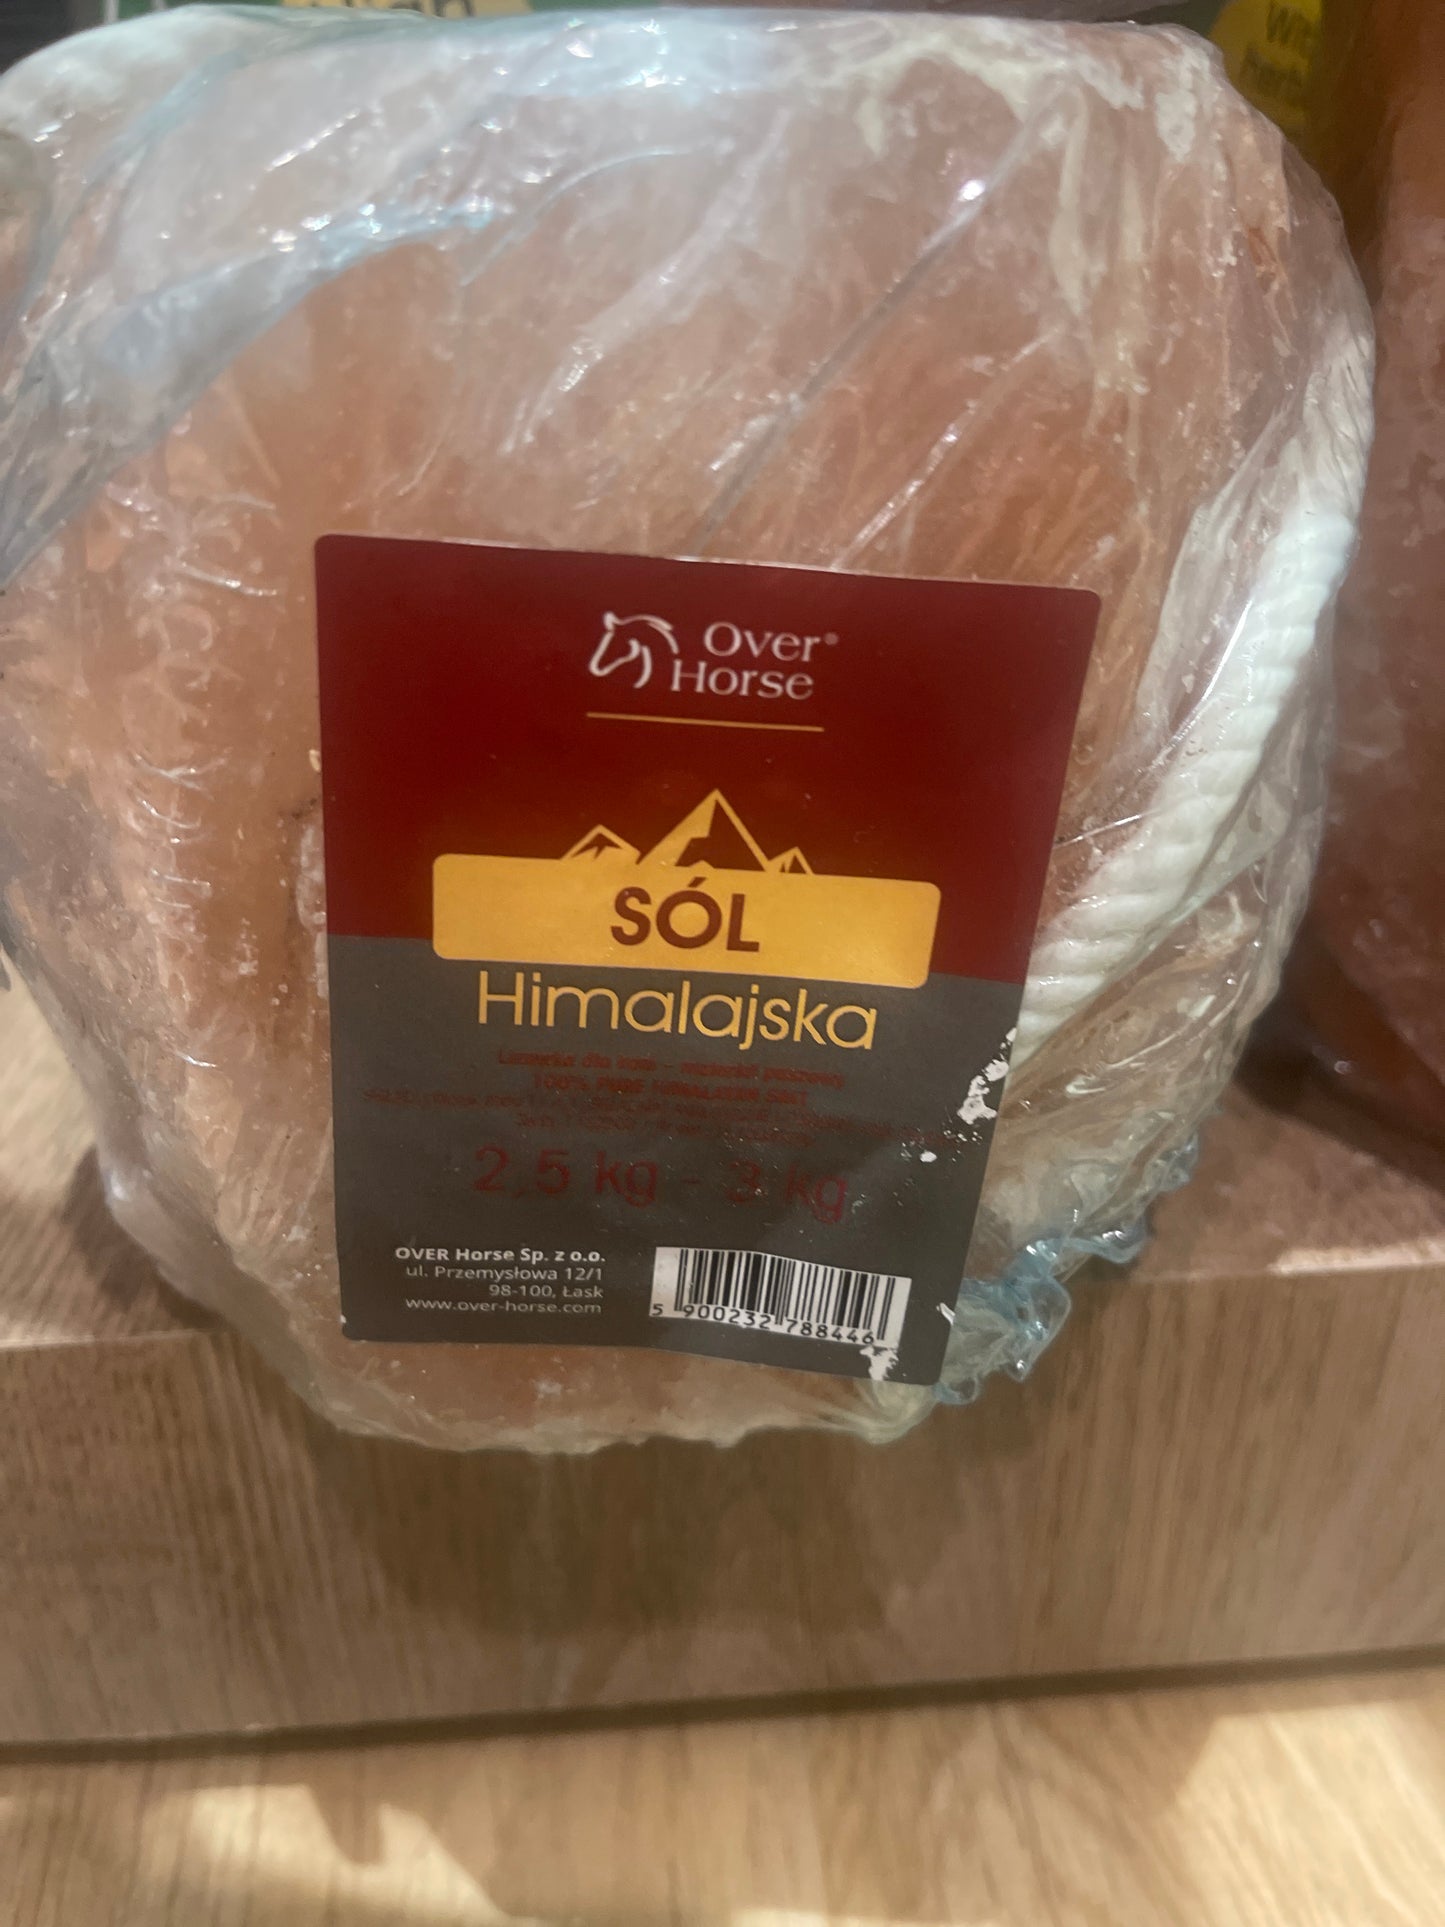 Over®
Horse
SÓL
Himalajska
100% PURE HIMALAYAN SALT
2,5 kg - 3 kg
OVER Horse Sp. z o.o.
ul. Przemysłowa 12/1
98-100, Łask
www.over-horse.com
5 900232 788446